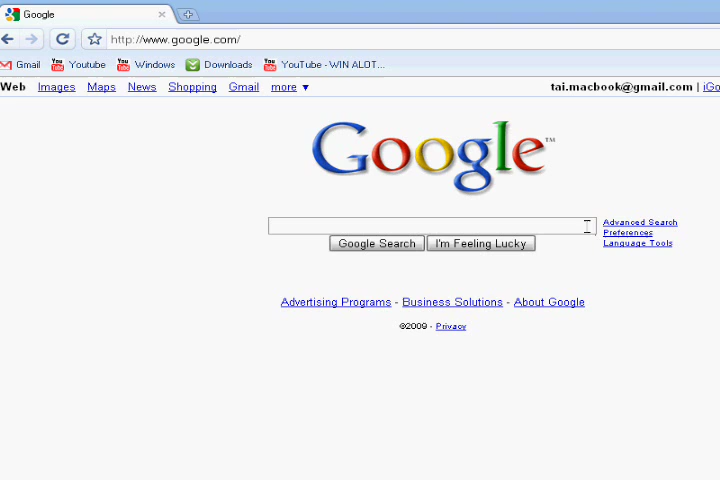 Google
http://www.google.com/
Gmail Youtube Windows Downloads YouTube - WIN ALOT...
Web Images Maps News Shopping Gmail more ▼ tai.macbook@gmail.com | iGo
Google™
Advanced Search
Preferences
Language Tools
Google Search I'm Feeling Lucky
Advertising Programs - Business Solutions - About Google
©2009 - Privacy